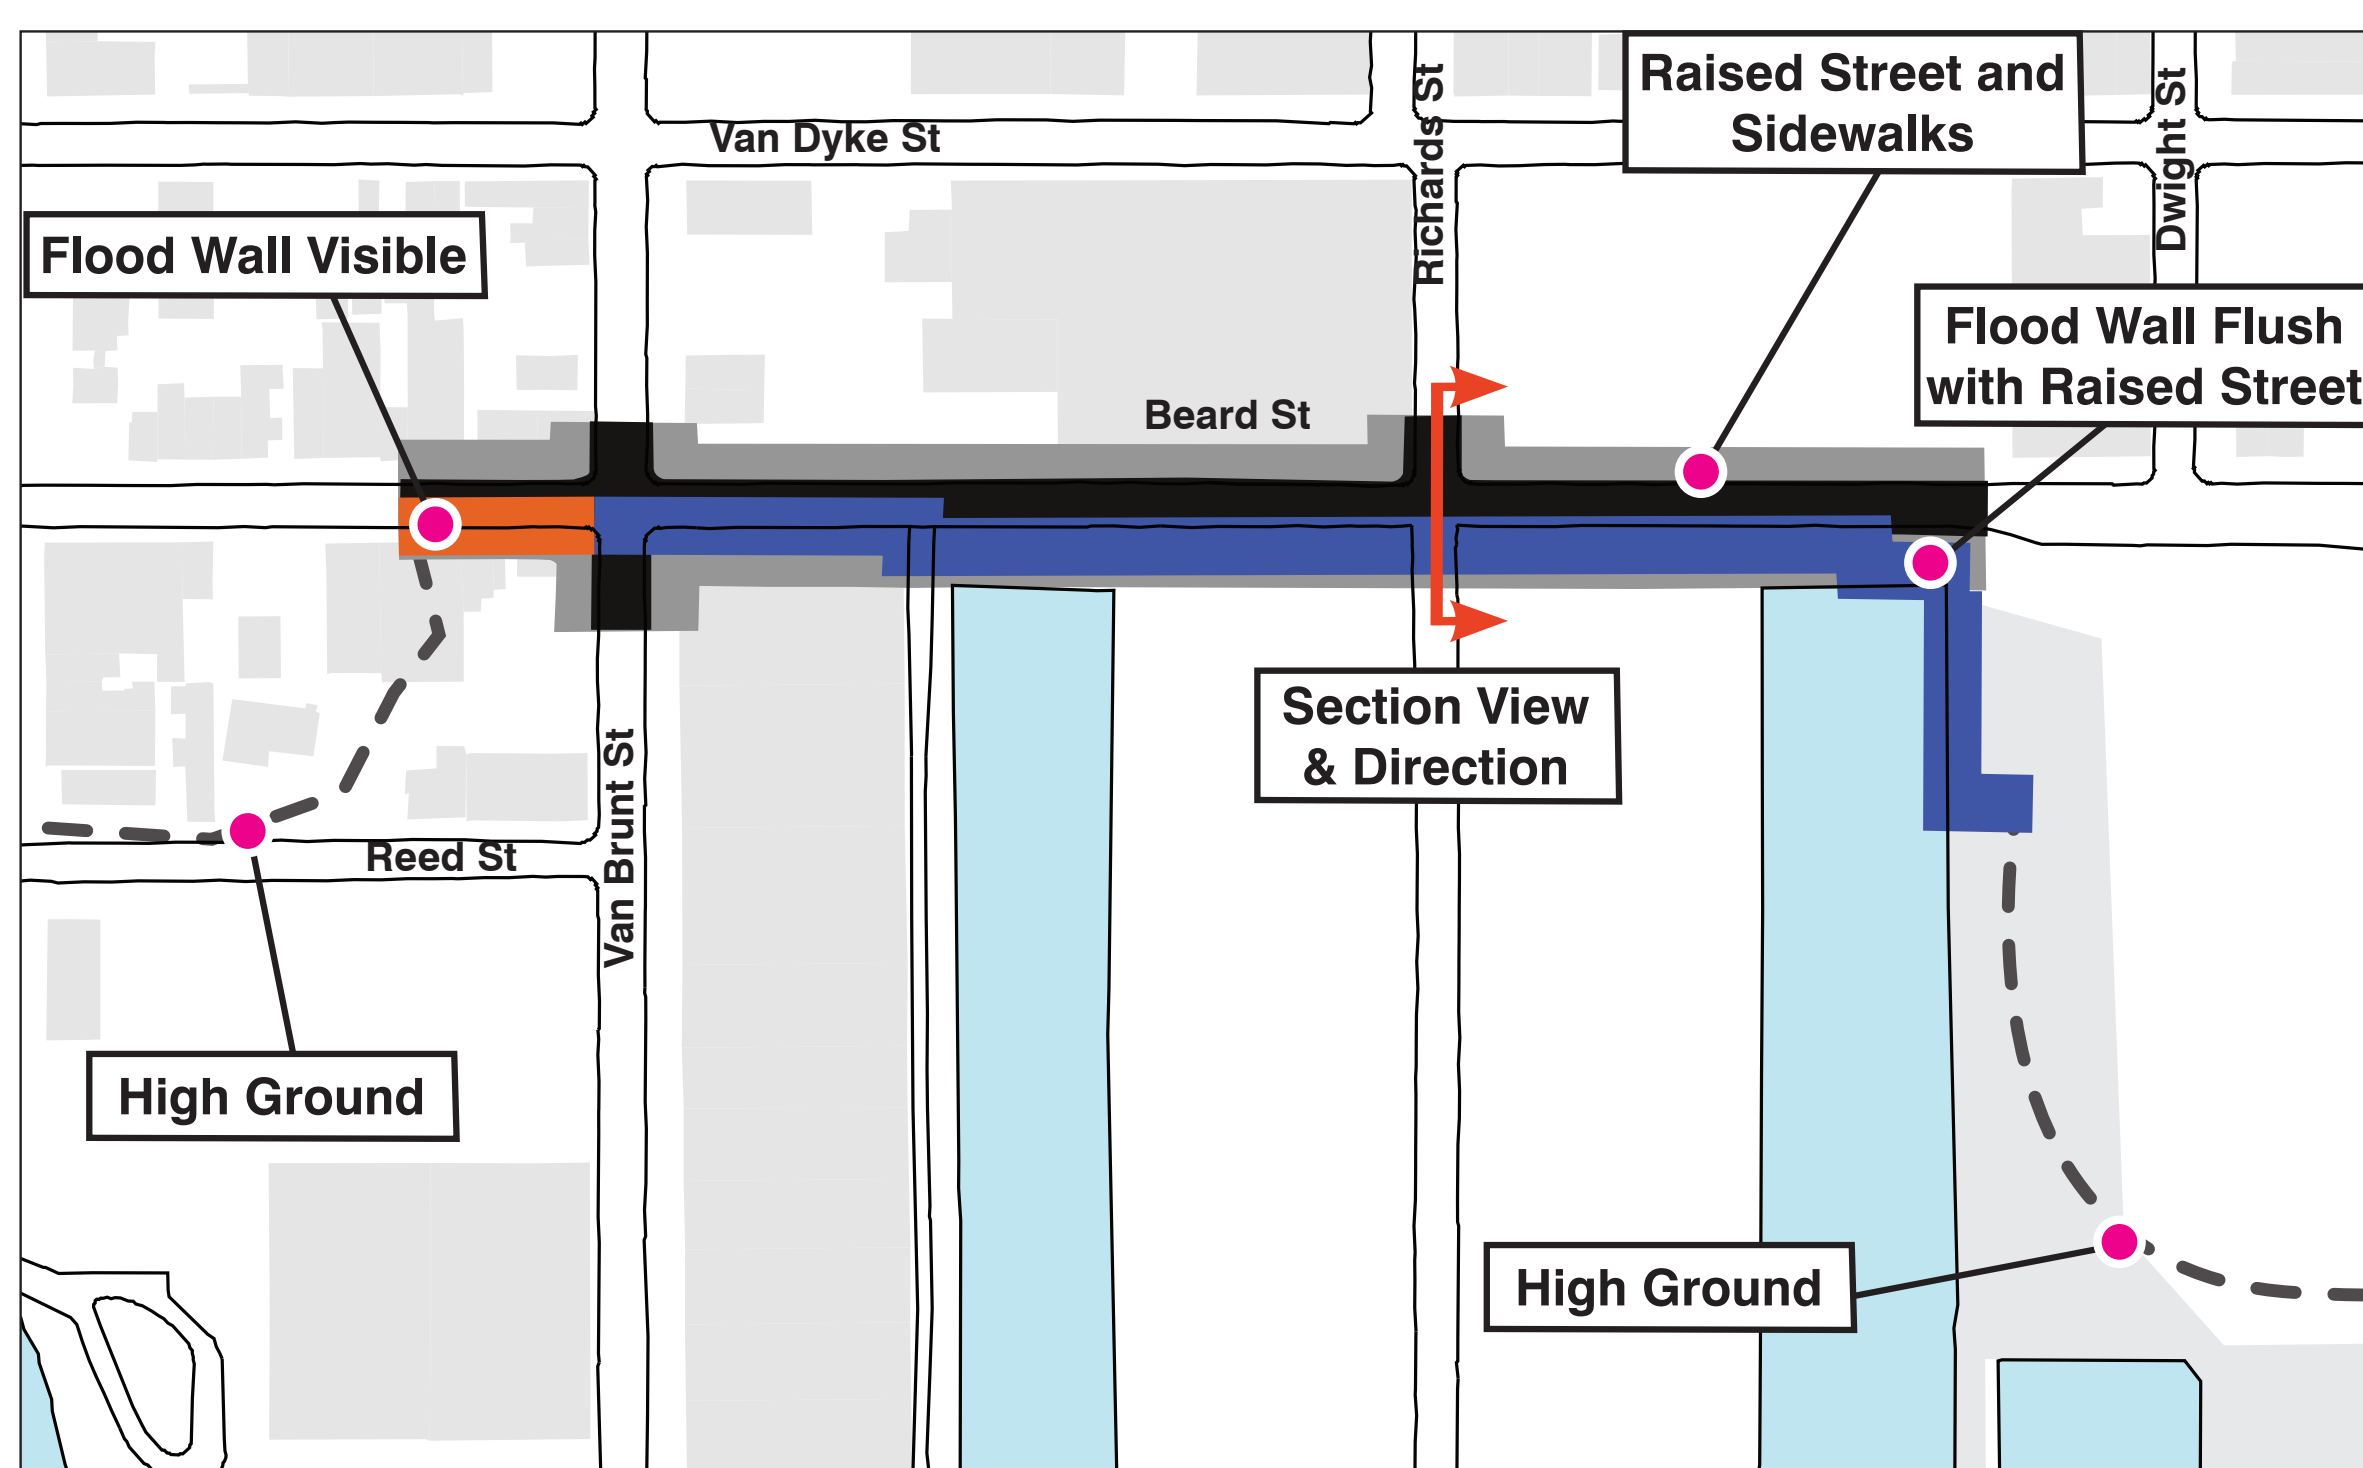 Raised Street and
Sidewalks
Van Dyke St
Richards St
Dwight St
Flood Wall Visible
Flood Wall Flush
with Raised Street
Beard St
Section View
& Direction
Van Brunt St
Reed St
High Ground
High Ground